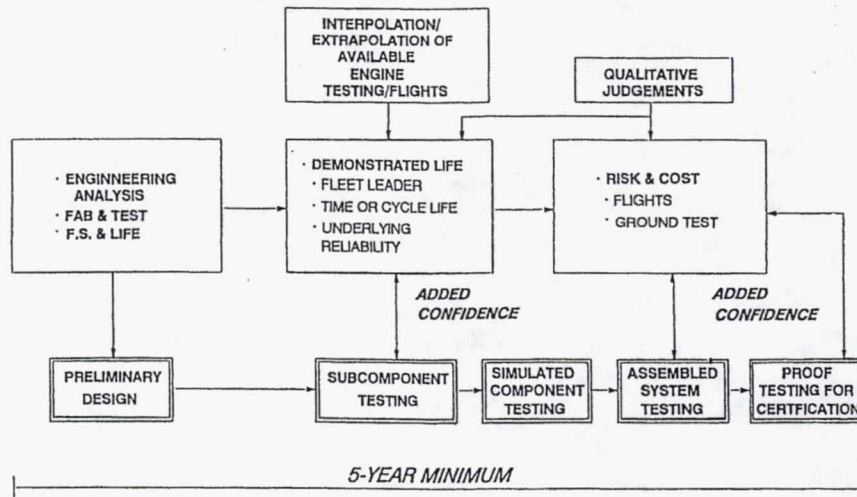 INTERPOLATION/
EXTRAPOLATION OF
AVAILABLE
ENGINE
TESTING/FLIGHTS
QUALITATIVE
JUDGEMENTS
· ENGINNEERING
ANALYSIS
· FAB & TEST
· F.S. & LIFE
· DEMONSTRATED LIFE
· FLEET LEADER
· TIME OR CYCLE LIFE
· UNDERLYING
RELIABILITY
· RISK & COST
· FLIGHTS
· GROUND TEST
ADDED
CONFIDENCE
ADDED
CONFIDENCE
PRELIMINARY
DESIGN
SUBCOMPONENT
TESTING
SIMULATED
COMPONENT
TESTING
ASSEMBLED
SYSTEM
TESTING
PROOF
TESTING FOR
CERTFICATION
5-YEAR MINIMUM